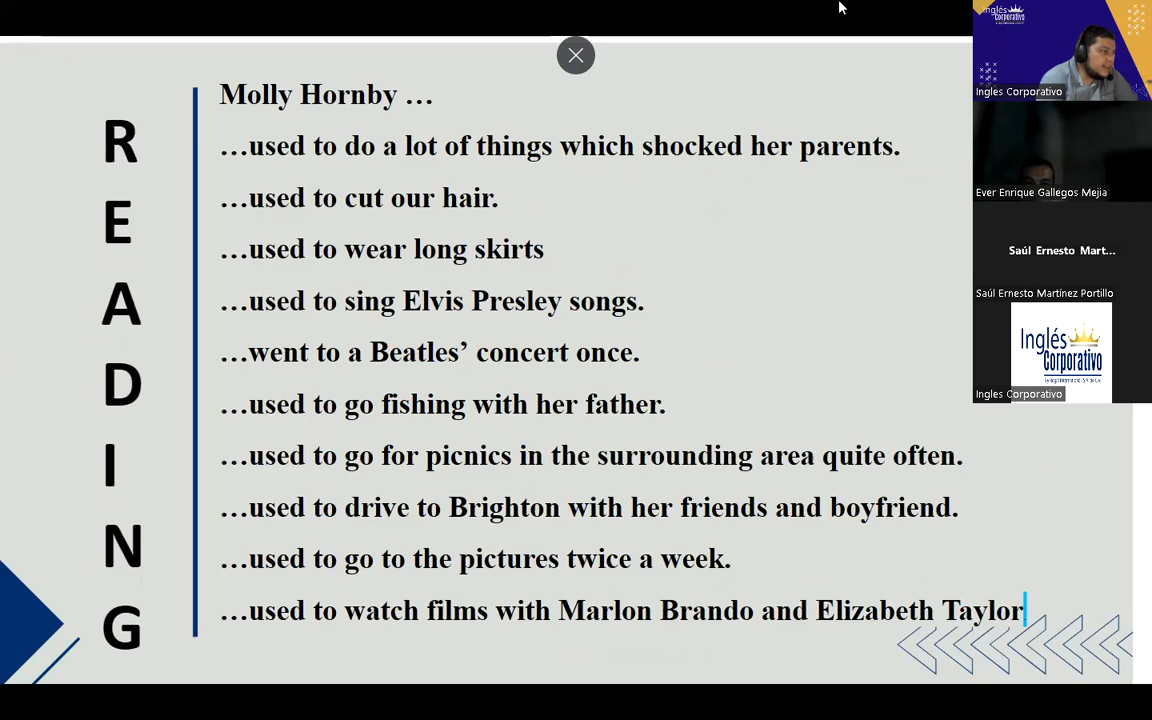 Molly Hornby …
…used to do a lot of things which shocked her parents.
…used to cut our hair.
…used to wear long skirts
…used to sing Elvis Presley songs.
…went to a Beatles’ concert once.
…used to go fishing with her father.
…used to go for picnics in the surrounding area quite often.
…used to drive to Brighton with her friends and boyfriend.
…used to go to the pictures twice a week.
…used to watch films with Marlon Brando and Elizabeth Taylor
READING
Inglés
Corporativo
Ingles Corporativo
Ever Enrique Gallegos Mejia
Saúl Ernesto Mart...
Saúl Ernesto Martínez Portillo
Inglés
Corporativo
Ingles Corporativo